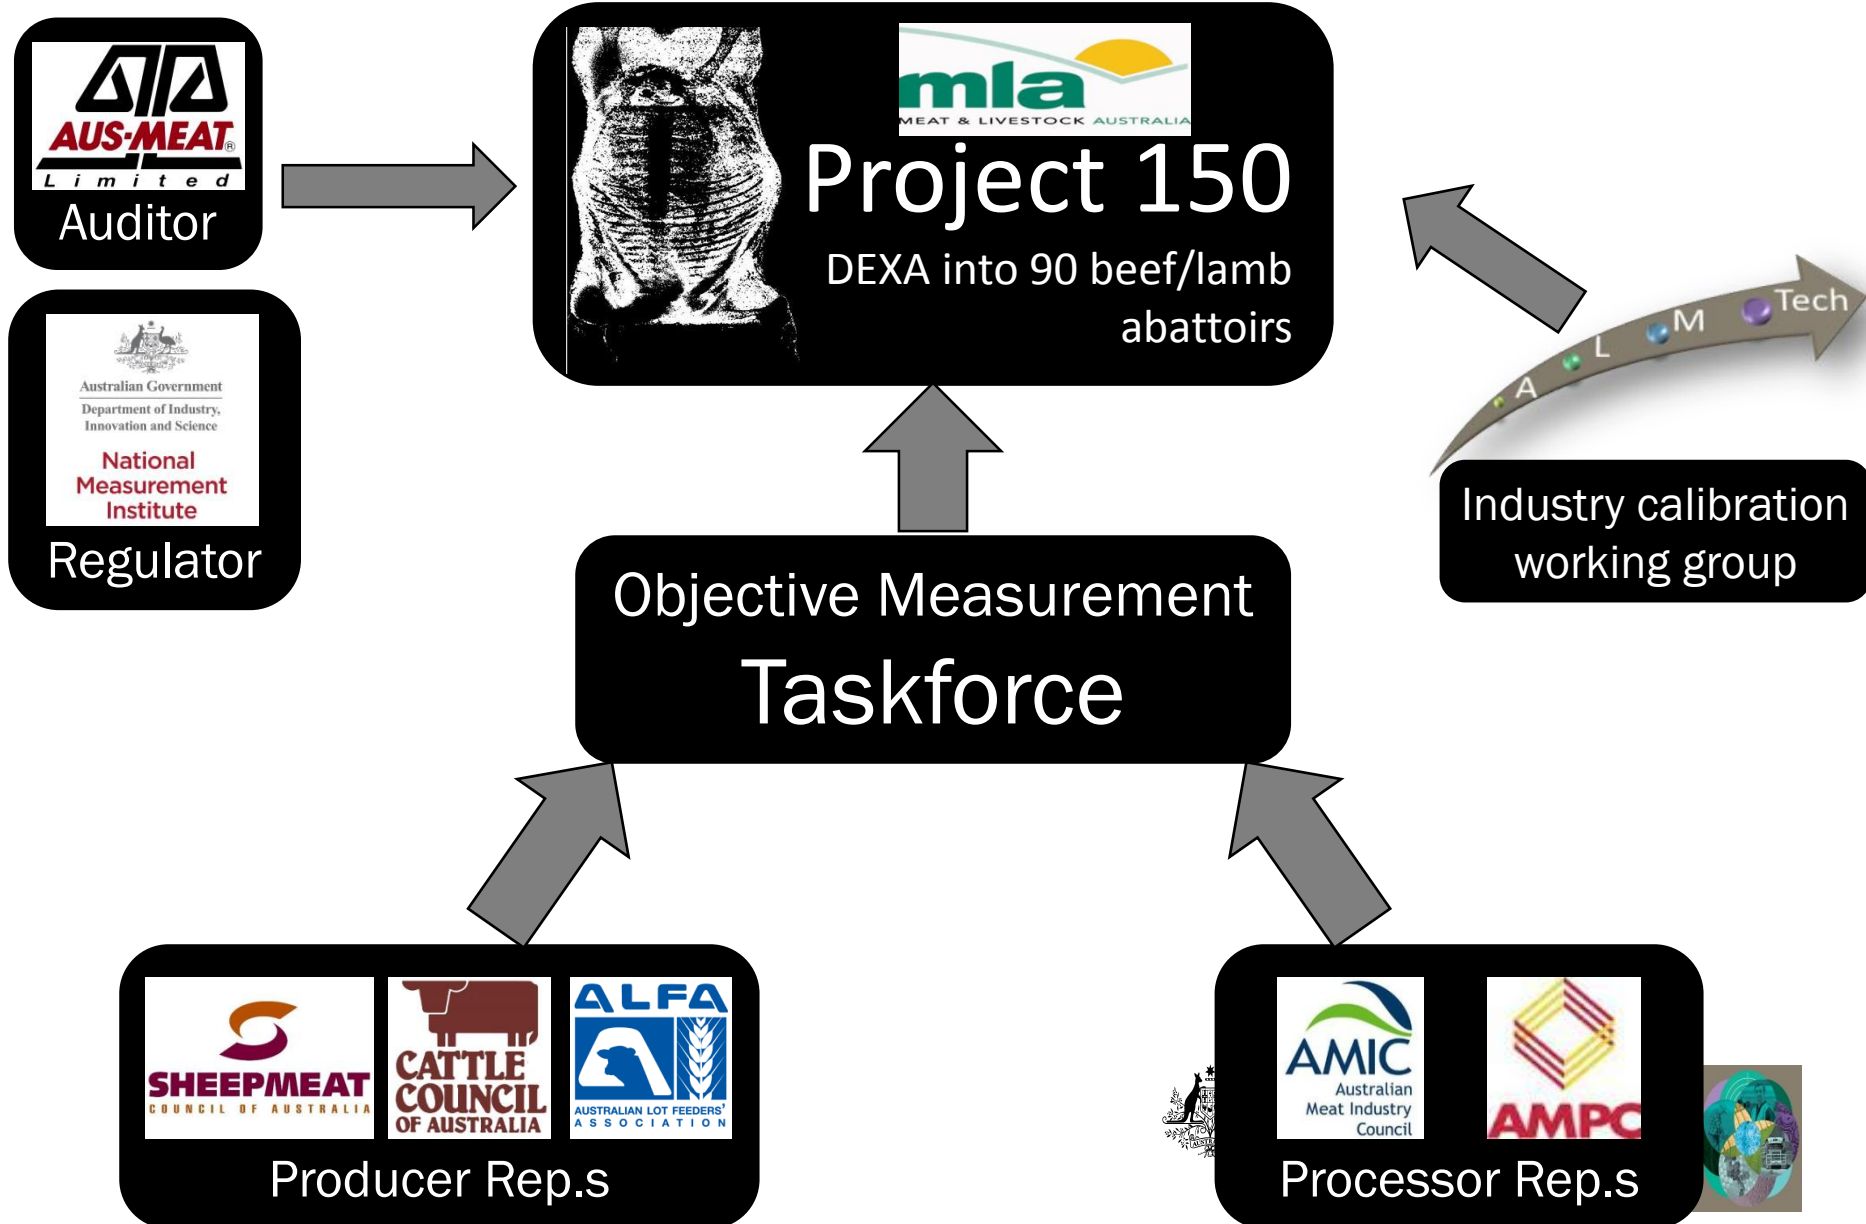 AUS-MEAT®
Limited
Auditor
mla
MEAT & LIVESTOCK AUSTRALIA
Project 150
DEXA into 90 beef/lamb
abattoirs
Australian Government
Department of Industry,
Innovation and Science
National
Measurement
Institute
Regulator
A L M Tech
Industry calibration
working group
Objective Measurement
Taskforce
SHEEPMEAT
COUNCIL OF AUSTRALIA
CATTLE
COUNCIL
OF AUSTRALIA
ALFA
AUSTRALIAN LOT FEEDERS'
ASSOCIATION
Producer Rep.s
AMIC
Australian
Meat Industry
Council
AMPC
Processor Rep.s